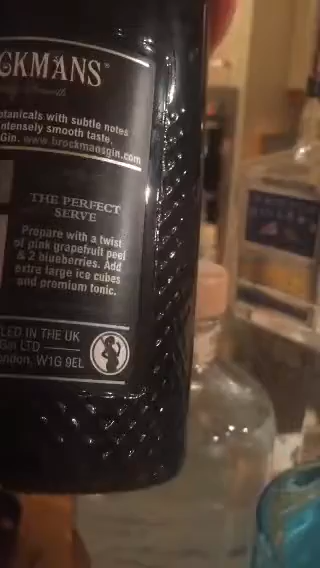 CKMANS
otanicals with subtle notes
ntensely smooth taste.
Gin. www.brockmansgin.com
THE PERFECT
SERVE
Prepare with a twist
of pink grapefruit peel
& 2 blueberries. Add
extra large ice cubes
and premium tonic.
LED IN THE UK
Gin LTD
ondon, W1G 9EL